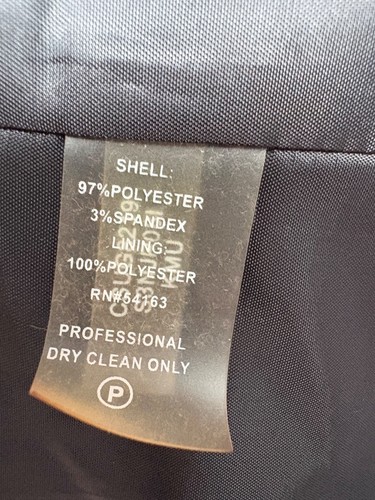 SHELL:
97%POLYESTER
3%SPANDEX
LINING:
100%POLYESTER
RN#54163
PROFESSIONAL
DRY CLEAN ONLY
P